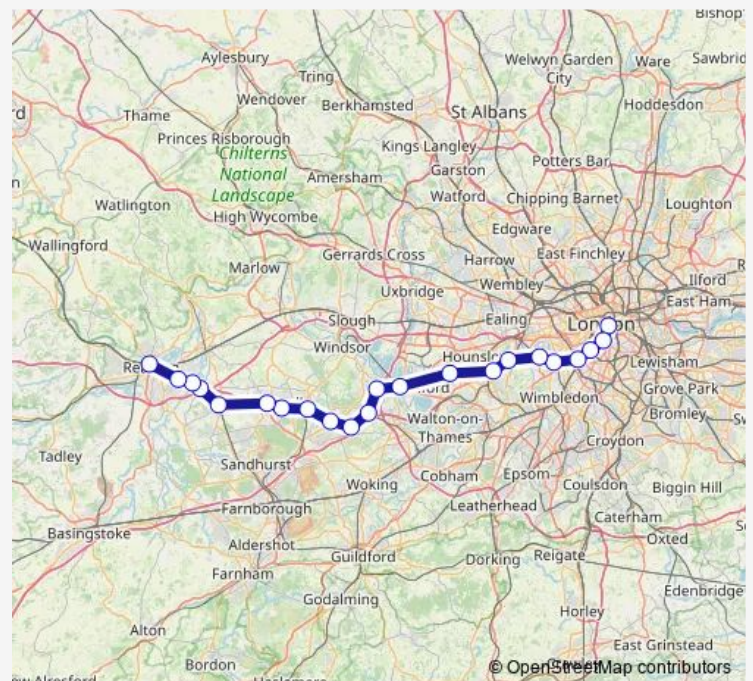 Bishop'
Aylesbury
Welwyn Garden
City
Ware
Sawbrid
Tring
Wendover
Berkhamsted
St Albans
Hoddesdon
Thame
Princes Risborough
Kings Langley
Chilterns
National
Landscape
Potters Bar
Garston
Amersham
Watford
Chipping Barnet
Loughton
Watlington
High Wycombe
Edgware
Wallingford
Gerrards Cross
Harrow
East Finchley
Marlow
Wembley
Ilford
Uxbridge
East Ham
Slough
Ealing
London
Windsor
Hounslo
Lewisham
Re
ord
Grove Park
Wimbledon
Bromley
Walton-on-
Thames
Croydon
Tadley
Sandhurst
Woking
Cobham
Epsom
Coulsdon
Biggin Hill
Leatherhead
Farnborough
Caterham
Basingstoke
Oxted
Aldershot
Guildford
Dorking
Reigate
Farnham
Edenbridge
Godalming
Horley
Alton
East Grinstead
Bordon
© OpenStreetMap contributors